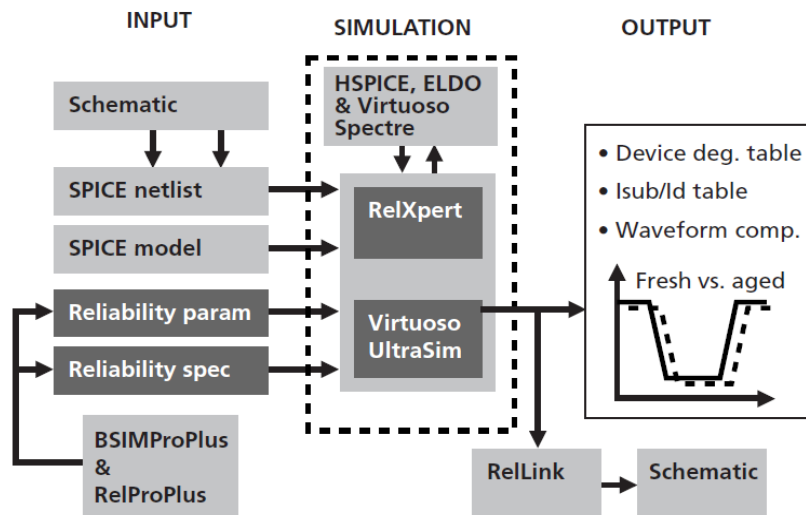 INPUT
SIMULATION
OUTPUT
Schematic
SPICE netlist
SPICE model
Reliability param
Reliability spec
BSIMProPlus
&
RelProPlus
HSPICE, ELDO
& Virtuoso
Spectre
RelXpert
Virtuoso
UltraSim
• Device deg. table
• Isub/Id table
• Waveform comp.
Fresh vs. aged
RelLink
Schematic